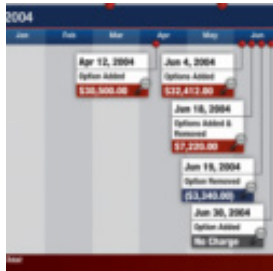 2004
Jan Feb Mar Apr May Jun
Apr 12, 2004
Option Added
$30,500.00
Jun 4, 2004
Options Added
$32,412.00
Jun 18, 2004
Options Added &
Removed
$7,220.00
Jun 19, 2004
Option Removed
($3,240.00)
Jun 30, 2004
Option Added
No Charge